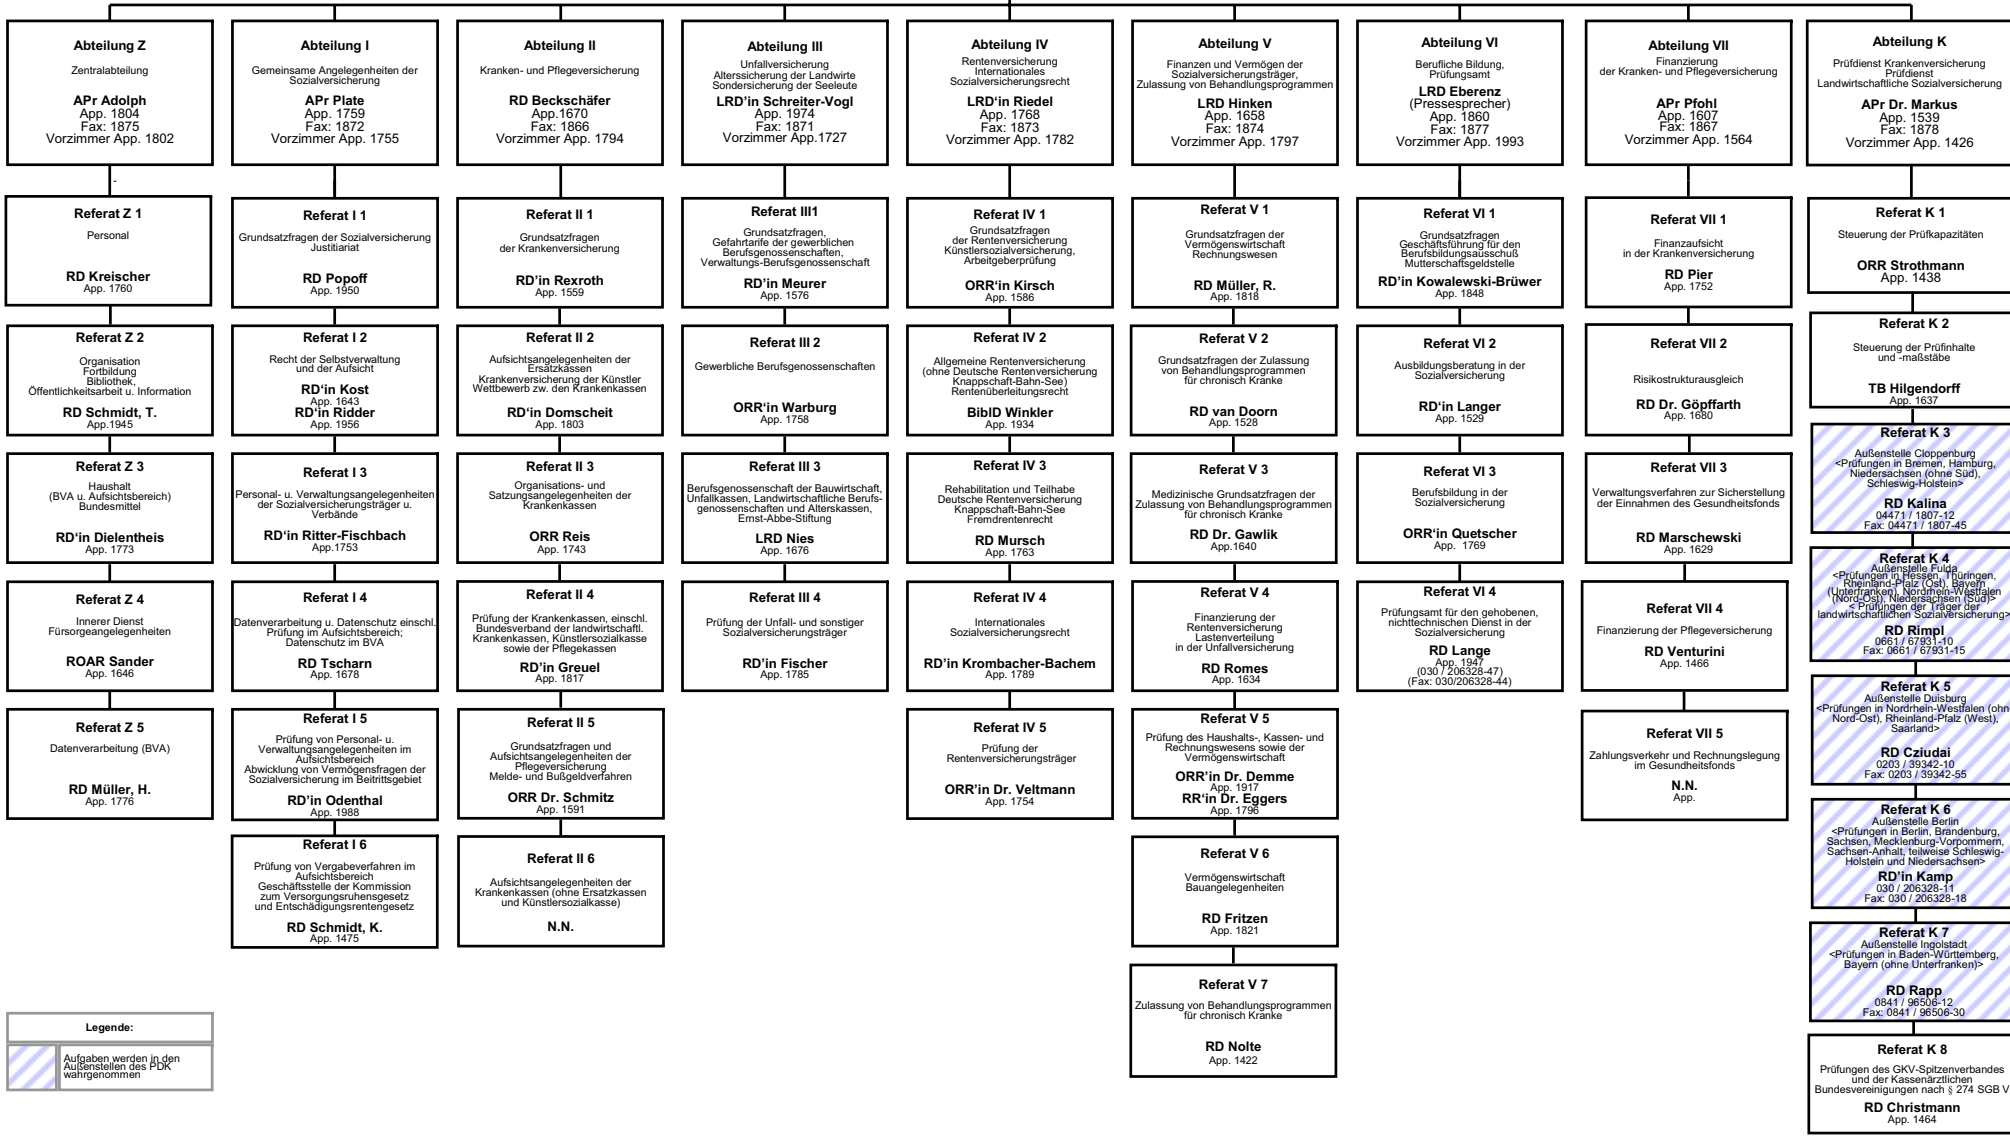 Abteilung Z
Zentralabteilung
APr Adolph
App. 1804
Fax: 1875
Vorzimmer App. 1802
-
Referat Z 1
Personal
RD Kreischer
App. 1760
Referat Z 2
Organisation
Fortbildung
Bibliothek,
Öffentlichkeitsarbeit u. Information
RD Schmidt, T.
App.1945
Referat Z 3
Haushalt
(BVA u. Aufsichtsbereich)
Bundesmittel
RD'in Dielentheis
App. 1773
Referat Z 4
Innerer Dienst
Fürsorgeangelegenheiten
ROAR Sander
App. 1646
Referat Z 5
Datenverarbeitung (BVA)
RD Müller, H.
App. 1776
Abteilung I
Gemeinsame Angelegenheiten der
Sozialversicherung
APr Plate
App. 1759
Fax: 1872
Vorzimmer App. 1755
Referat I 1
Grundsatzfragen der Sozialversicherung
Justitiariat
RD Popoff
App. 1950
Referat I 2
Recht der Selbstverwaltung
und der Aufsicht
RD'in Kost
App. 1643
RD'in Ridder
App. 1956
Referat I 3
Personal- u. Verwaltungsangelegenheiten
der Sozialversicherungsträger u.
Verbände
RD'in Ritter-Fischbach
App.1753
Referat I 4
Datenverarbeitung u. Datenschutz einschl.
Prüfung im Aufsichtsbereich;
Datenschutz im BVA
RD Tscharn
App. 1678
Referat I 5
Prüfung von Personal- u.
Verwaltungsangelegenheiten im
Aufsichtsbereich
Abwicklung von Vermögensfragen der
Sozialversicherung im Beitrittsgebiet
RD'in Odenthal
App. 1988
Referat I 6
Prüfung von Vergabeverfahren im
Aufsichtsbereich
Geschäftsstelle der Kommission
zum Versorgungsruhensgesetz
und Entschädigungsrentengesetz
RD Schmidt, K.
App. 1475
Abteilung II
Kranken- und Pflegeversicherung
RD Beckschäfer
App.1670
Fax: 1866
Vorzimmer App. 1794
Referat II 1
Grundsatzfragen
der Krankenversicherung
RD'in Rexroth
App. 1559
Referat II 2
Aufsichtsangelegenheiten der
Ersatzkassen
Krankenversicherung der Künstler
Wettbewerb zw. den Krankenkassen
RD'in Domscheit
App. 1803
Referat II 3
Organisations- und
Satzungsangelegenheiten der
Krankenkassen
ORR Reis
App. 1743
Referat II 4
Prüfung der Krankenkassen, einschl.
Bundesverband der landwirtschaftl.
Krankenkassen, Künstlersozialkasse
sowie der Pflegekassen
RD'in Greuel
App. 1817
Referat II 5
Grundsatzfragen und
Aufsichtsangelegenheiten der
Pflegeversicherung
Melde- und Bußgeldverfahren
ORR Dr. Schmitz
App. 1591
Referat II 6
Aufsichtsangelegenheiten der
Krankenkassen (ohne Ersatzkassen
und Künstlersozialkasse)
N.N.
Abteilung III
Unfallversicherung
Alterssicherung der Landwirte
Sondersicherung der Seeleute
LRD'in Schreiter-Vogl
App. 1974
Fax: 1871
Vorzimmer App.1727
Referat III1
Grundsatzfragen,
Gefahrtarife der gewerblichen
Berufsgenossenschaften,
Verwaltungs-Berufsgenossenschaft
RD'in Meurer
App. 1576
Referat III 2
Gewerbliche Berufsgenossenschaften
ORR'in Warburg
App. 1758
Referat III 3
Berufsgenossenschaft der Bauwirtschaft,
Unfallkassen, Landwirtschaftliche Berufs-
genossenschaften und Alterskassen,
Ernst-Abbe-Stiftung
LRD Nies
App. 1676
Referat III 4
Prüfung der Unfall- und sonstiger
Sozialversicherungsträger
RD'in Fischer
App. 1785
Abteilung IV
Rentenversicherung
Internationales
Sozialversicherungsrecht
LRD'in Riedel
App. 1768
Fax: 1873
Vorzimmer App. 1782
Referat IV 1
Grundsatzfragen
der Rentenversicherung
Künstlersozialversicherung,
Arbeitgeberprüfung
ORR'in Kirsch
App. 1586
Referat IV 2
Allgemeine Rentenversicherung
(ohne Deutsche Rentenversicherung
Knappschaft-Bahn-See)
Rentenüberleitungsrecht
BiblD Winkler
App. 1934
Referat IV 3
Rehabilitation und Teilhabe
Deutsche Rentenversicherung
Knappschaft-Bahn-See
Fremdrentenrecht
RD Mursch
App. 1763
Referat IV 4
Internationales
Sozialversicherungsrecht
RD'in Krombacher-Bachem
App. 1789
Referat IV 5
Prüfung der
Rentenversicherungsträger
ORR'in Dr. Veltmann
App. 1754
Abteilung V
Finanzen und Vermögen der
Sozialversicherungsträger,
Zulassung von Behandlungsprogrammen
LRD Hinken
App. 1658
Fax: 1874
Vorzimmer App. 1797
Referat V 1
Grundsatzfragen der
Vermögenswirtschaft
Rechnungswesen
RD Müller, R.
App. 1818
Referat V 2
Grundsatzfragen der Zulassung
von Behandlungsprogrammen
für chronisch Kranke
RD van Doorn
App. 1528
Referat V 3
Medizinische Grundsatzfragen der
Zulassung von Behandlungsprogrammen
für chronisch Kranke
RD Dr. Gawlik
App.1640
Referat V 4
Finanzierung der
Rentenversicherung
Lastenverteilung
in der Unfallversicherung
RD Romes
App. 1634
Referat V 5
Prüfung des Haushalts-, Kassen- und
Rechnungswesens sowie der
Vermögenswirtschaft
ORR'in Dr. Demme
App. 1917
RR'in Dr. Eggers
App. 1796
Referat V 6
Vermögenswirtschaft
Bauangelegenheiten
RD Fritzen
App. 1821
Referat V 7
Zulassung von Behandlungsprogrammen
für chronisch Kranke
RD Nolte
App. 1422
Abteilung VI
Berufliche Bildung,
Prüfungsamt
LRD Eberenz
(Pressesprecher)
App. 1860
Fax: 1877
Vorzimmer App. 1993
Referat VI 1
Grundsatzfragen
Geschäftsführung für den
Berufsbildungsausschuß
Mutterschaftsgeldstelle
RD'in Kowalewski-Brüwer
App. 1848
Referat VI 2
Ausbildungsberatung in der
Sozialversicherung
RD'in Langer
App. 1529
Referat VI 3
Berufsbildung in der
Sozialversicherung
ORR'in Quetscher
App. 1769
Referat VI 4
Prüfungsamt für den gehobenen,
nichttechnischen Dienst in der
Sozialversicherung
RD Lange
App. 1947
(030 / 206328-47)
(Fax: 030/206328-44)
Abteilung VII
Finanzierung
der Kranken- und Pflegeversicherung
APr Pfohl
App. 1607
Fax: 1867
Vorzimmer App. 1564
Referat VII 1
Finanzaufsicht
in der Krankenversicherung
RD Pier
App. 1752
Referat VII 2
Risikostrukturausgleich
RD Dr. Göpffarth
App. 1680
Referat VII 3
Verwaltungsverfahren zur Sicherstellung
der Einnahmen des Gesundheitsfonds
RD Marschewski
App. 1629
Referat VII 4
Finanzierung der Pflegeversicherung
RD Venturini
App. 1466
Referat VII 5
Zahlungsverkehr und Rechnungslegung
im Gesundheitsfonds
N.N.
App.
Abteilung K
Prüfdienst Krankenversicherung
Prüfdienst
Landwirtschaftliche Sozialversicherung
APr Dr. Markus
App. 1539
Fax: 1878
Vorzimmer App. 1426
Referat K 1
Steuerung der Prüfkapazitäten
ORR Strothmann
App. 1438
Referat K 2
Steuerung der Prüfinhalte
und -maßstäbe
TB Hilgendorff
App. 1637
Referat K 3
Außenstelle Cloppenburg
<Prüfungen in Bremen, Hamburg,
Niedersachsen (ohne Süd),
Schleswig-Holstein>
RD Kalina
04471 / 1807-12
Fax: 04471 / 1807-45
Referat K 4
Außenstelle Fulda
<Prüfungen in Hessen, Thüringen,
Rheinland-Pfalz (Ost), Bayern
(Unterfranken), Nordrhein-Westfalen
(Nord-Ost), Niedersachsen (Süd)>
< Prüfungen der Träger der
landwirtschaftlichen Sozialversicherung>
RD Rimpl
0661 / 67931-10
Fax: 0661 / 67931-15
Referat K 5
Außenstelle Duisburg
<Prüfungen in Nordrhein-Westfalen (ohne
Nord-Ost), Rheinland-Pfalz (West),
Saarland>
RD Cziudai
0203 / 39342-10
Fax: 0203 / 39342-55
Referat K 6
Außenstelle Berlin
<Prüfungen in Berlin, Brandenburg,
Sachsen, Mecklenburg-Vorpommern,
Sachsen-Anhalt, teilweise Schleswig-
Holstein und Niedersachsen>
RD'in Kamp
030 / 206328-11
Fax: 030 / 206328-18
Referat K 7
Außenstelle Ingolstadt
<Prüfungen in Baden-Württemberg,
Bayern (ohne Unterfranken)>
RD Rapp
0841 / 96506-12
Fax: 0841 / 96506-30
Referat K 8
Prüfungen des GKV-Spitzenverbandes
und der Kassenärztlichen
Bundesvereinigungen nach § 274 SGB V
RD Christmann
App. 1464
Legende:
Aufgaben werden in den
Außenstellen des PDK
wahrgenommen